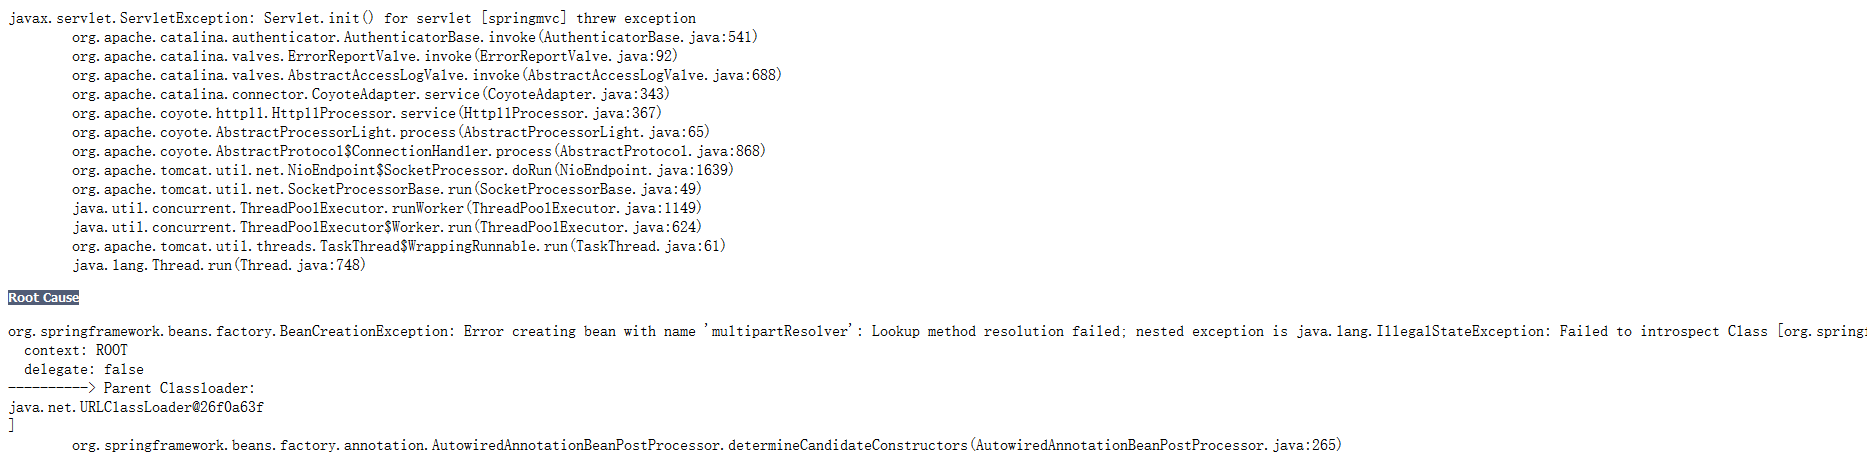 javax.servlet.ServletException: Servlet.init() for servlet [springmvc] threw exception
org.apache.catalina.authenticator.AuthenticatorBase.invoke(AuthenticatorBase.java:541)
org.apache.catalina.valves.ErrorReportValve.invoke(ErrorReportValve.java:92)
org.apache.catalina.valves.AbstractAccessLogValve.invoke(AbstractAccessLogValve.java:688)
org.apache.catalina.connector.CoyoteAdapter.service(CoyoteAdapter.java:343)
org.apache.coyote.http11.Http11Processor.service(Http11Processor.java:367)
org.apache.coyote.AbstractProcessorLight.process(AbstractProcessorLight.java:65)
org.apache.coyote.AbstractProtocol$ConnectionHandler.process(AbstractProtocol.java:868)
org.apache.tomcat.util.net.NioEndpoint$SocketProcessor.doRun(NioEndpoint.java:1639)
org.apache.tomcat.util.net.SocketProcessorBase.run(SocketProcessorBase.java:49)
java.util.concurrent.ThreadPoolExecutor.runWorker(ThreadPoolExecutor.java:1149)
java.util.concurrent.ThreadPoolExecutor$Worker.run(ThreadPoolExecutor.java:624)
org.apache.tomcat.util.threads.TaskThread$WrappingRunnable.run(TaskThread.java:61)
java.lang.Thread.run(Thread.java:748)
Root Cause
org.springframework.beans.factory.BeanCreationException: Error creating bean with name 'multipartResolver': Lookup method resolution failed; nested exception is java.lang.IllegalStateException: Failed to introspect Class [org.spring
context: ROOT
delegate: false
----------> Parent Classloader:
java.net.URLClassLoader@26f0a63f
]
org.springframework.beans.factory.annotation.AutowiredAnnotationBeanPostProcessor.determineCandidateConstructors(AutowiredAnnotationBeanPostProcessor.java:265)